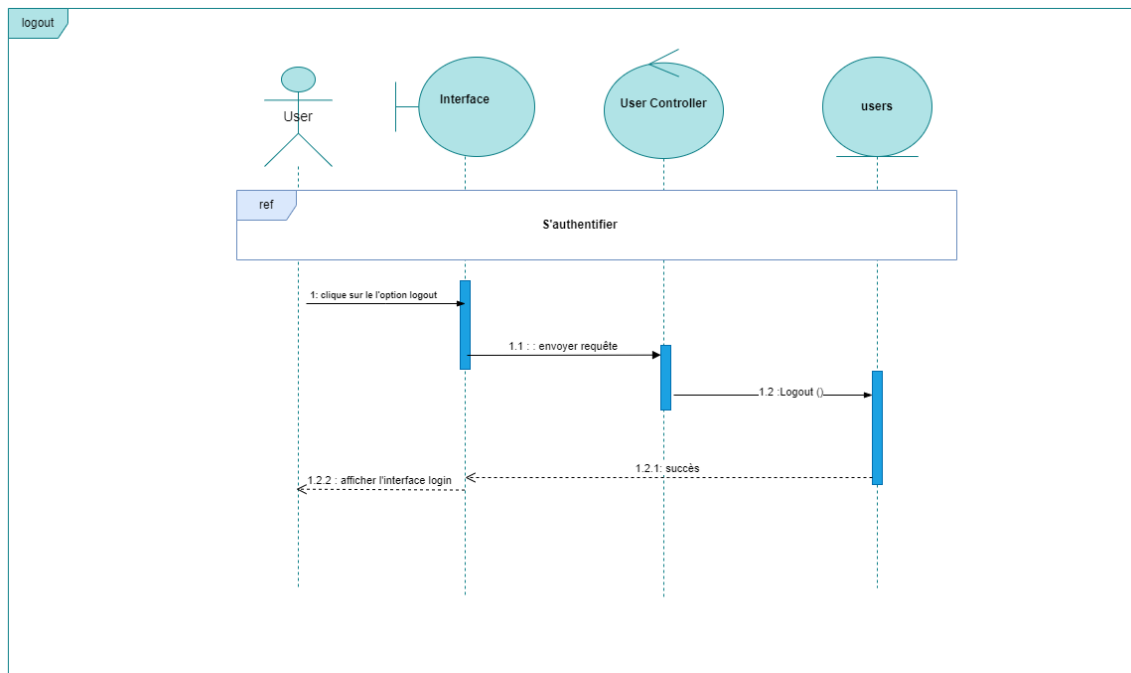 logout
User
Interface
User Controller
users
ref
S'authentifier
1: clique sur le l'option logout
1.1 : : envoyer requête
1.2 :Logout ()
1.2.1: succès
1.2.2 : afficher l'interface login